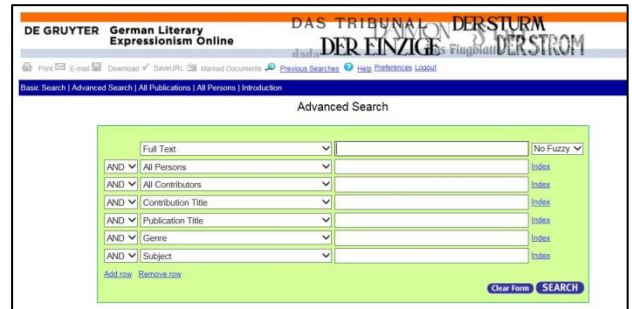 DE GRUYTER German Literary Expressionism Online
DAS TRIBUNAL DAIMON DER STURM
dada DER EINZIGE Flugblatt DER STROM
Print E-mail Download SaveURL Marked Documents Previous Searches Help Preferences Logout
Basic Search | Advanced Search | All Publications | All Persons | Introduction
Advanced Search
Full Text No Fuzzy
AND All Persons Index
AND All Contributors Index
AND Contribution Title Index
AND Publication Title Index
AND Genre Index
AND Subject Index
Add row Remove row
Clear Form SEARCH